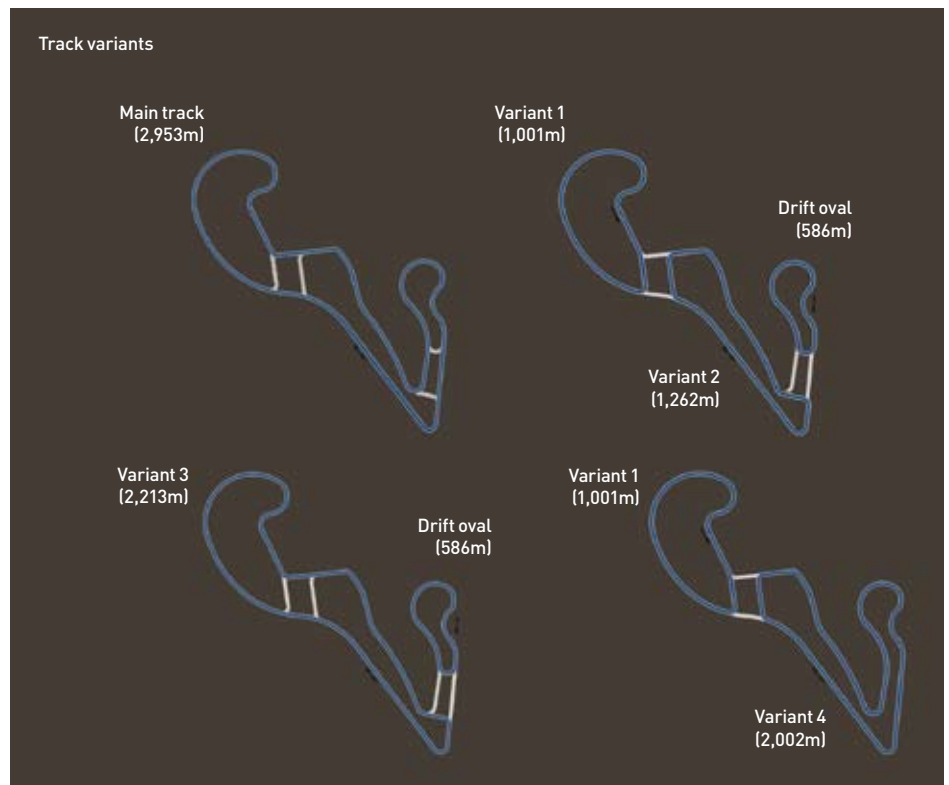 Track variants
Main track
(2,953m)
Variant 1
(1,001m)
Drift oval
(586m)
Variant 2
(1,262m)
Variant 3
(2,213m)
Drift oval
(586m)
Variant 1
(1,001m)
Variant 4
(2,002m)